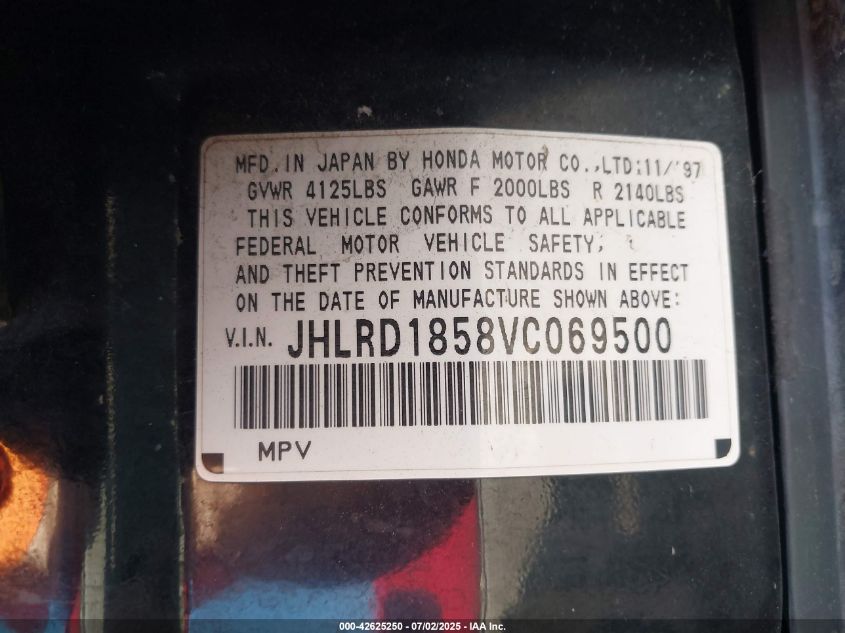 MFD. IN JAPAN BY HONDA MOTOR CO.,LTD:11/'97
GVWR 4125LBS GAWR F 2000LBS R 2140LBS
THIS VEHICLE CONFORMS TO ALL APPLICABLE
FEDERAL MOTOR VEHICLE SAFETY,
AND THEFT PREVENTION STANDARDS IN EFFECT
ON THE DATE OF MANUFACTURE SHOWN ABOVE:
V.I.N. JHLRD1858VC069500
MPV
000-42625250 - 07/02/2025 - IAA Inc.